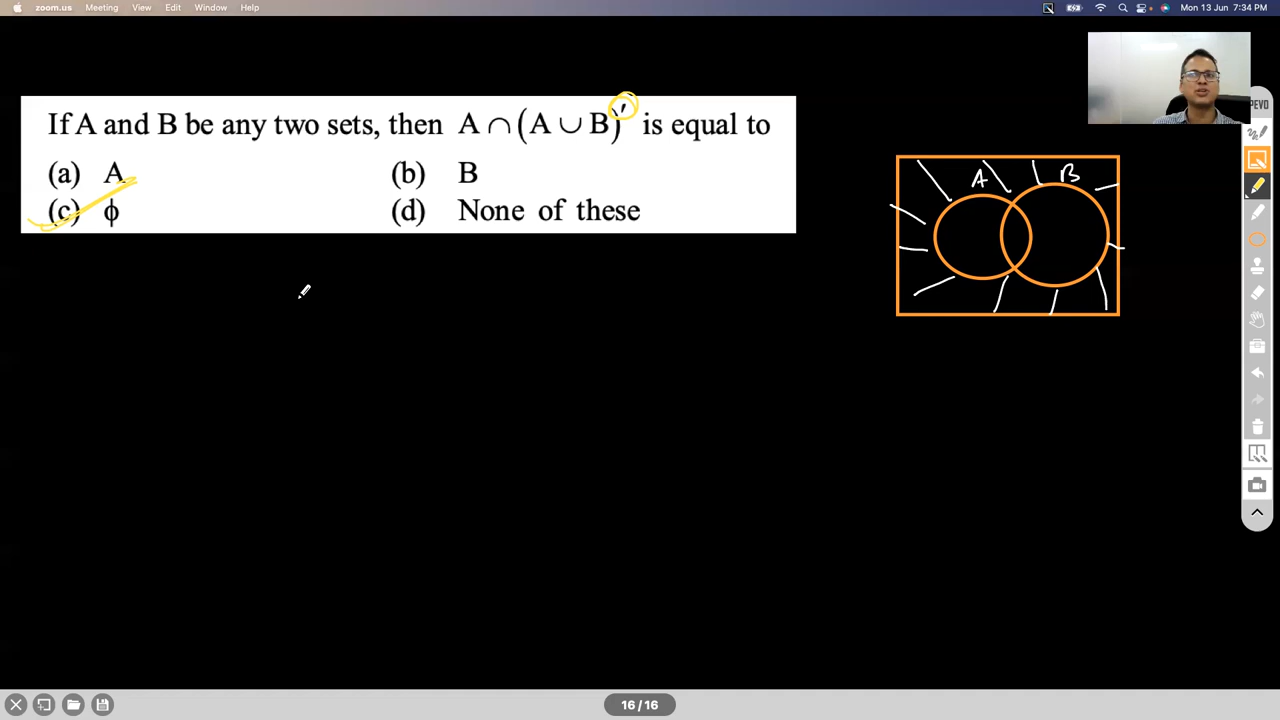 zoom.us Meeting View Edit Window Help Mon 13 Jun 7:34 PM
If A and B be any two sets, then A ∩ (A ∪ B)′ is equal to
(a) A (b) B
(c) ϕ (d) None of these
A B
16 / 16